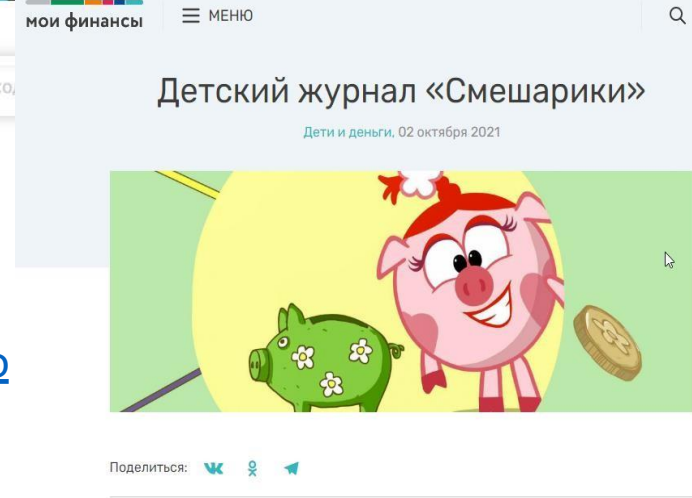 мои финансы
МЕНЮ
Детский журнал «Смешарики»
Дети и деньги, 02 октября 2021
Поделиться: